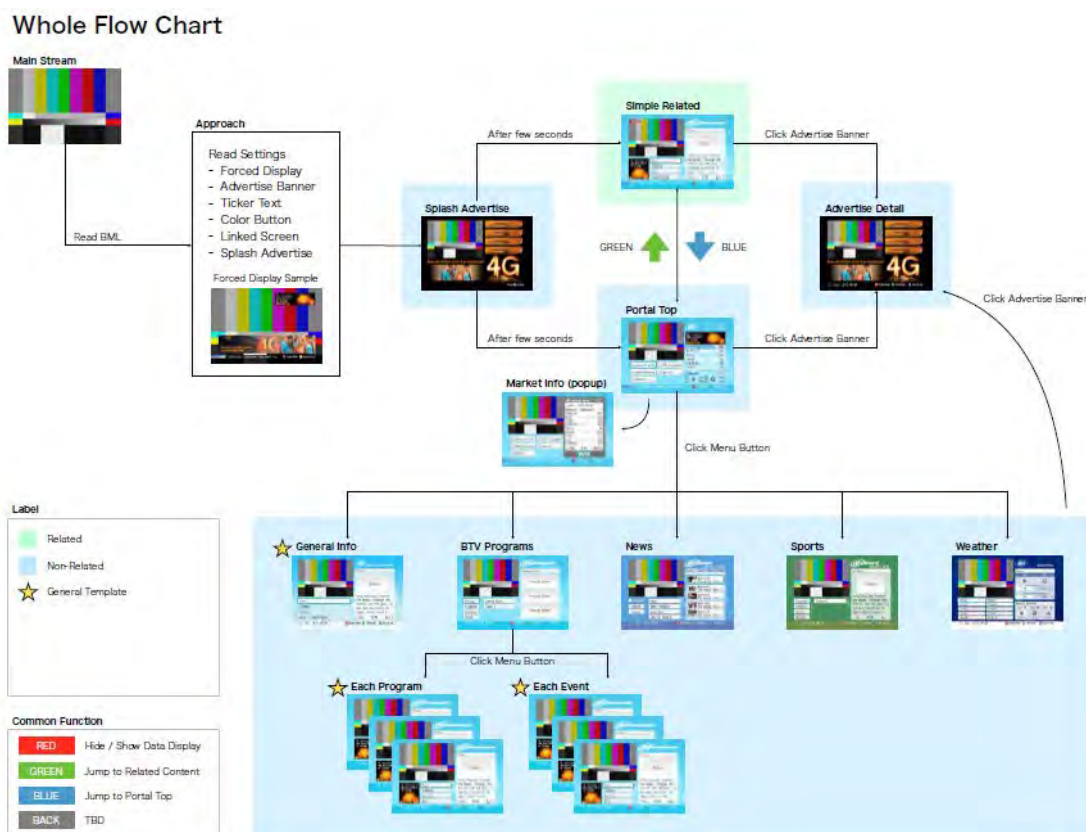 Whole Flow Chart
Main Stream
Approach
Read Settings
- Forced Display
- Advertise Banner
- Ticker Text
- Color Button
- Linked Screen
- Splash Advertise
Forced Display Sample
4G
Read BML
After few seconds
Simple Related
Click Advertise Banner
Splash Advertise
4G
GREEN
BLUE
Advertise Detail
4G
After few seconds
Portal Top
Click Advertise Banner
Click Advertise Banner
Market Info (popup)
Click Menu Button
Label
Related
Non-Related
General Template
General Info
BTV Programs
News
Sports
Weather
Click Menu Button
Each Program
Each Event
Common Function
RED Hide / Show Data Display
GREEN Jump to Related Content
BLUE Jump to Portal Top
BACK TBD